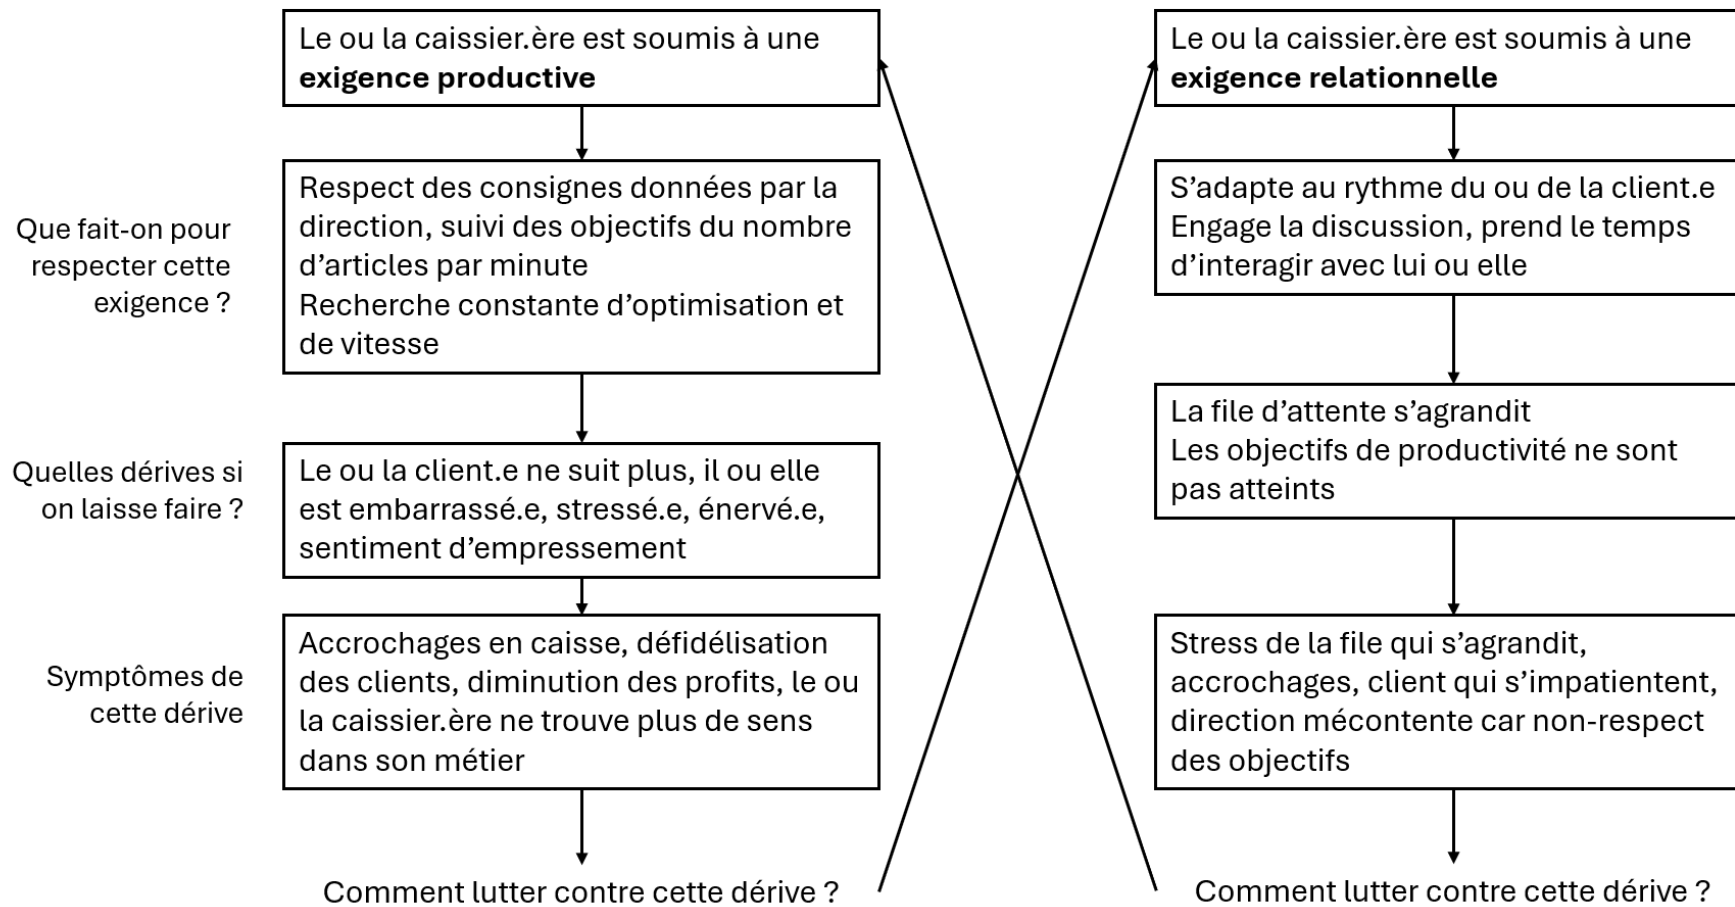 Le ou la caissier.ère est soumis à une
exigence productive
Que fait-on pour
respecter cette
exigence ?
Respect des consignes données par la
direction, suivi des objectifs du nombre
d’articles par minute
Recherche constante d’optimisation et
de vitesse
Quelles dérives si
on laisse faire ?
Le ou la client.e ne suit plus, il ou elle
est embarrassé.e, stressé.e, énervé.e,
sentiment d’empressement
Symptômes de
cette dérive
Accrochages en caisse, défidélisation
des clients, diminution des profits, le ou
la caissier.ère ne trouve plus de sens
dans son métier
Comment lutter contre cette dérive ?
Le ou la caissier.ère est soumis à une
exigence relationnelle
S’adapte au rythme du ou de la client.e
Engage la discussion, prend le temps
d’interagir avec lui ou elle
La file d’attente s’agrandit
Les objectifs de productivité ne sont
pas atteints
Stress de la file qui s’agrandit,
accrochages, client qui s’impatientent,
direction mécontente car non-respect
des objectifs
Comment lutter contre cette dérive ?